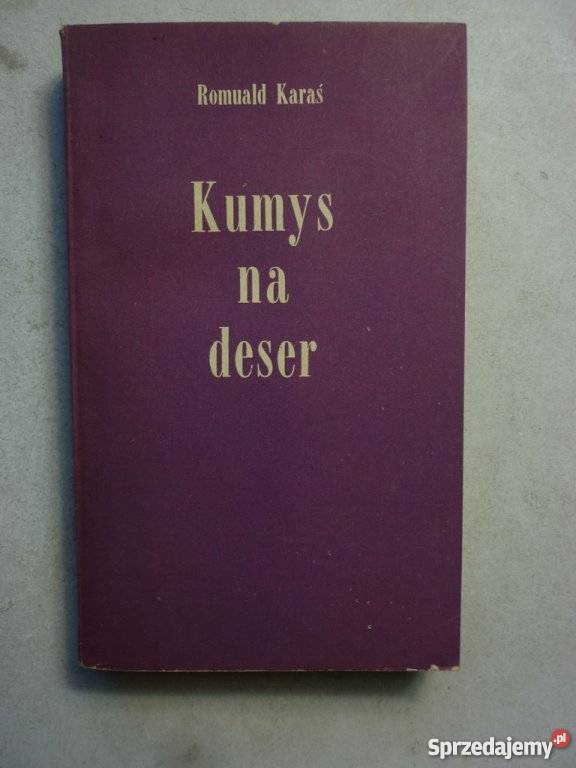 Romuald Karaś
Kumys
na
deser
Sprzedajemy.pl